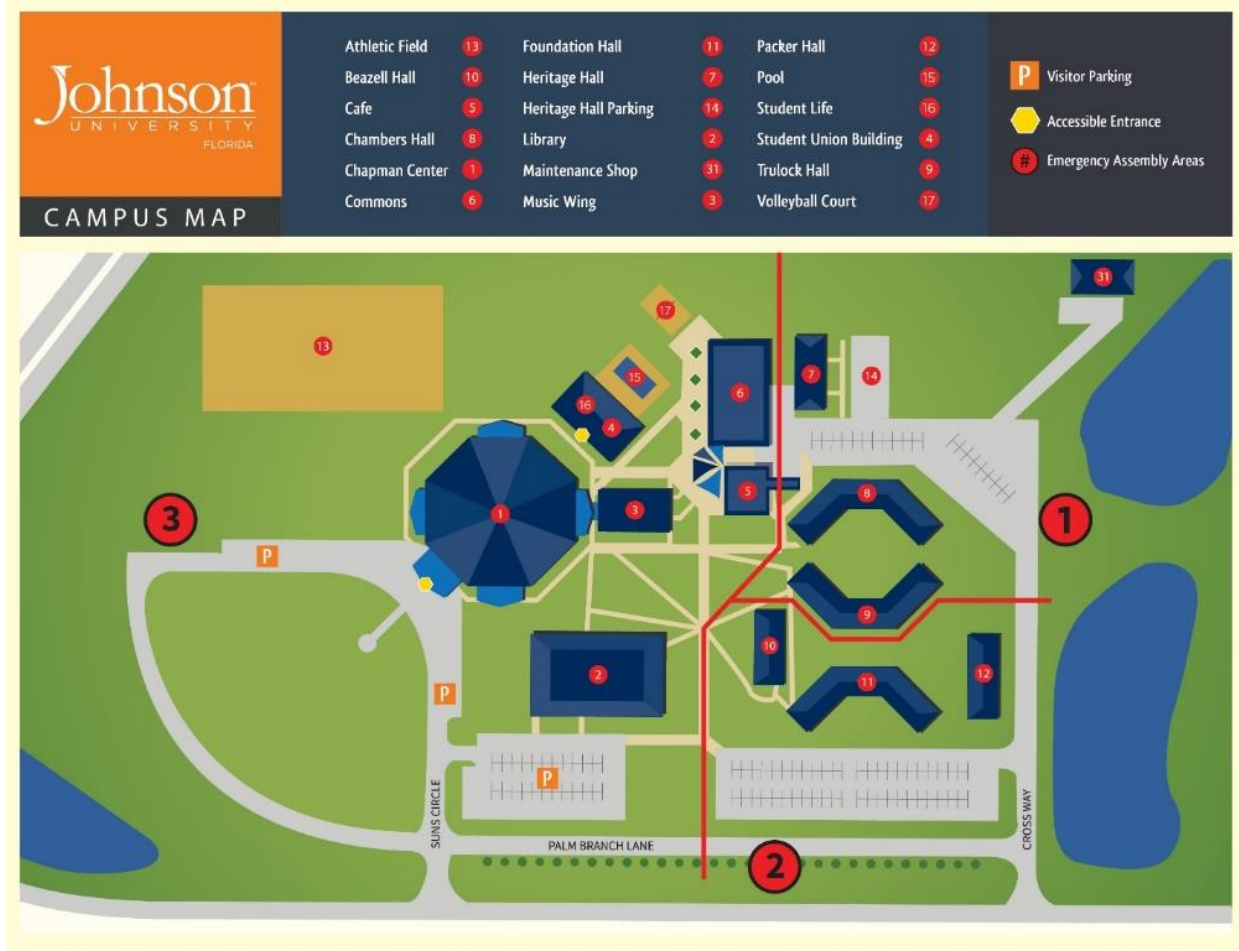 Johnson™
UNIVERSITY
FLORIDA
CAMPUS MAP
Athletic Field 13
Beazell Hall 10
Cafe 5
Chambers Hall 8
Chapman Center 1
Commons 6
Foundation Hall 11
Heritage Hall 7
Heritage Hall Parking 14
Library 2
Maintenance Shop 31
Music Wing 3
Packer Hall 12
Pool 15
Student Life 16
Student Union Building 4
Trulock Hall 9
Volleyball Court 17
P Visitor Parking
Accessible Entrance
# Emergency Assembly Areas
31
17
13
15
7
14
16
6
4
5
8
1
3
3
1
P
9
10
2
11
12
P
P
SUNS CIRCLE
PALM BRANCH LANE
CROSS WAY
2